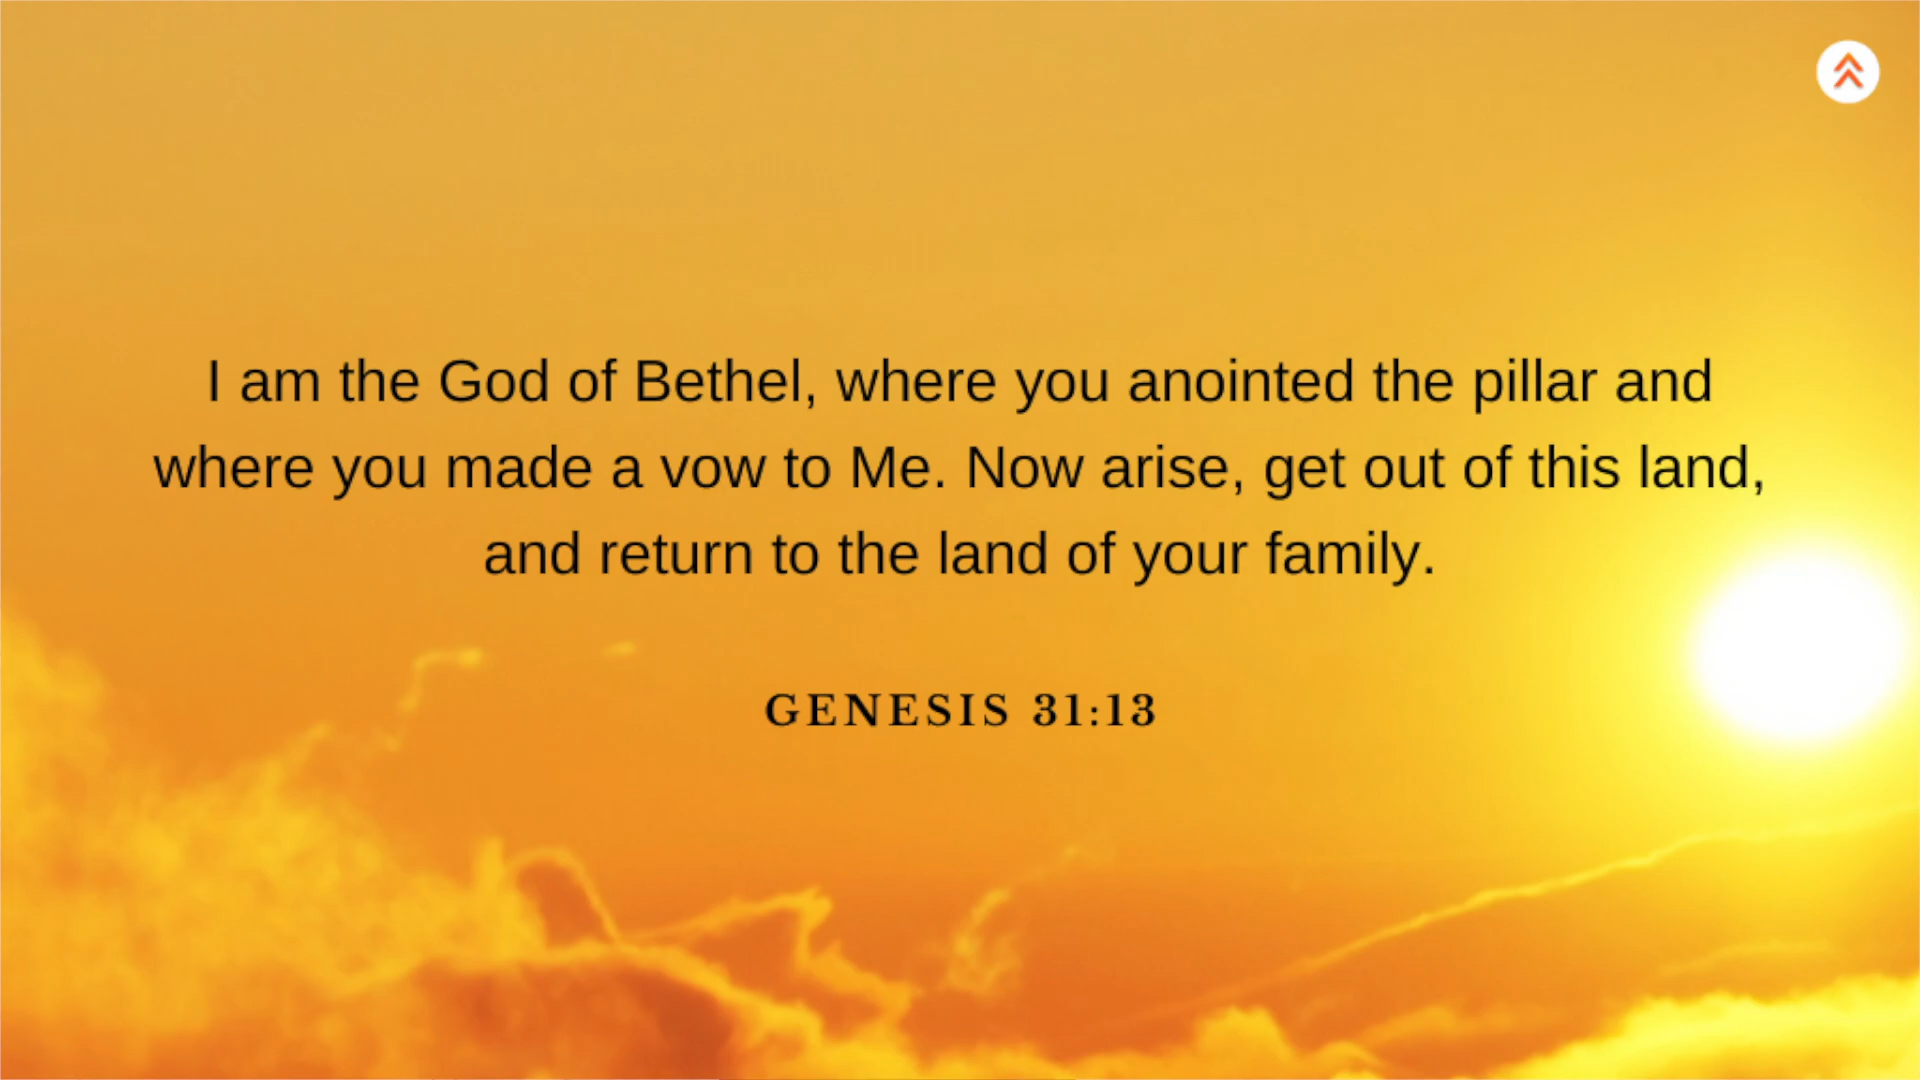 I am the God of Bethel, where you anointed the pillar and
where you made a vow to Me. Now arise, get out of this land,
and return to the land of your family.
GENESIS 31:13